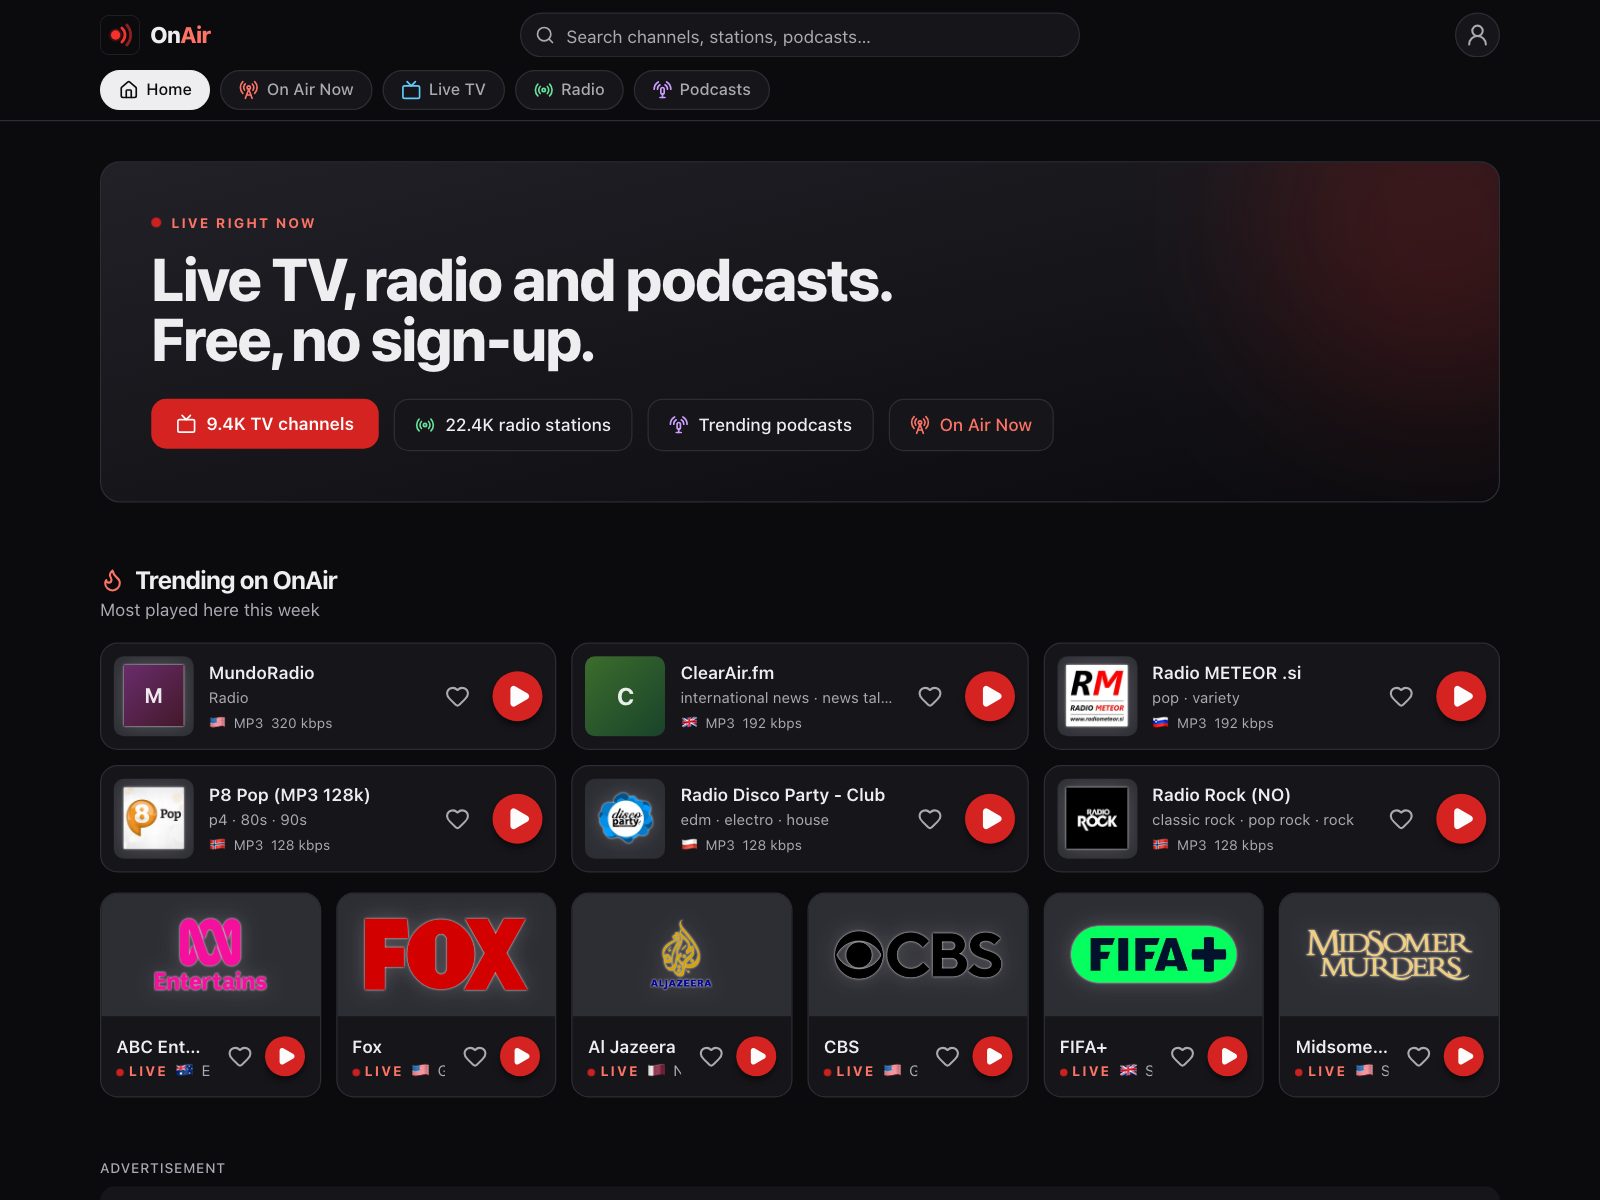 OnAir
Search channels, stations, podcasts...
Home
On Air Now
Live TV
Radio
Podcasts
LIVE RIGHT NOW
Live TV, radio and podcasts.
Free, no sign-up.
9.4K TV channels
22.4K radio stations
Trending podcasts
On Air Now
Trending on OnAir
Most played here this week
M
MundoRadio
Radio
MP3 320 kbps
C
ClearAir.fm
international news · news tal...
MP3 192 kbps
RM
RADIO METEOR
www.radiometeor.si
Radio METEOR .si
pop · variety
MP3 192 kbps
8 Pop
P8 Pop (MP3 128k)
p4 · 80s · 90s
MP3 128 kbps
disco
party
Radio Disco Party - Club
edm · electro · house
MP3 128 kbps
RADIO
ROCK
Radio Rock (NO)
classic rock · pop rock · rock
MP3 128 kbps
Entertains
ABC Ent...
LIVE E
FOX
Fox
LIVE
ALJAZEERA
Al Jazeera
LIVE
CBS
CBS
LIVE
FIFA+
FIFA+
LIVE S
MIDSOMER
MURDERS
Midsome...
LIVE S
ADVERTISEMENT